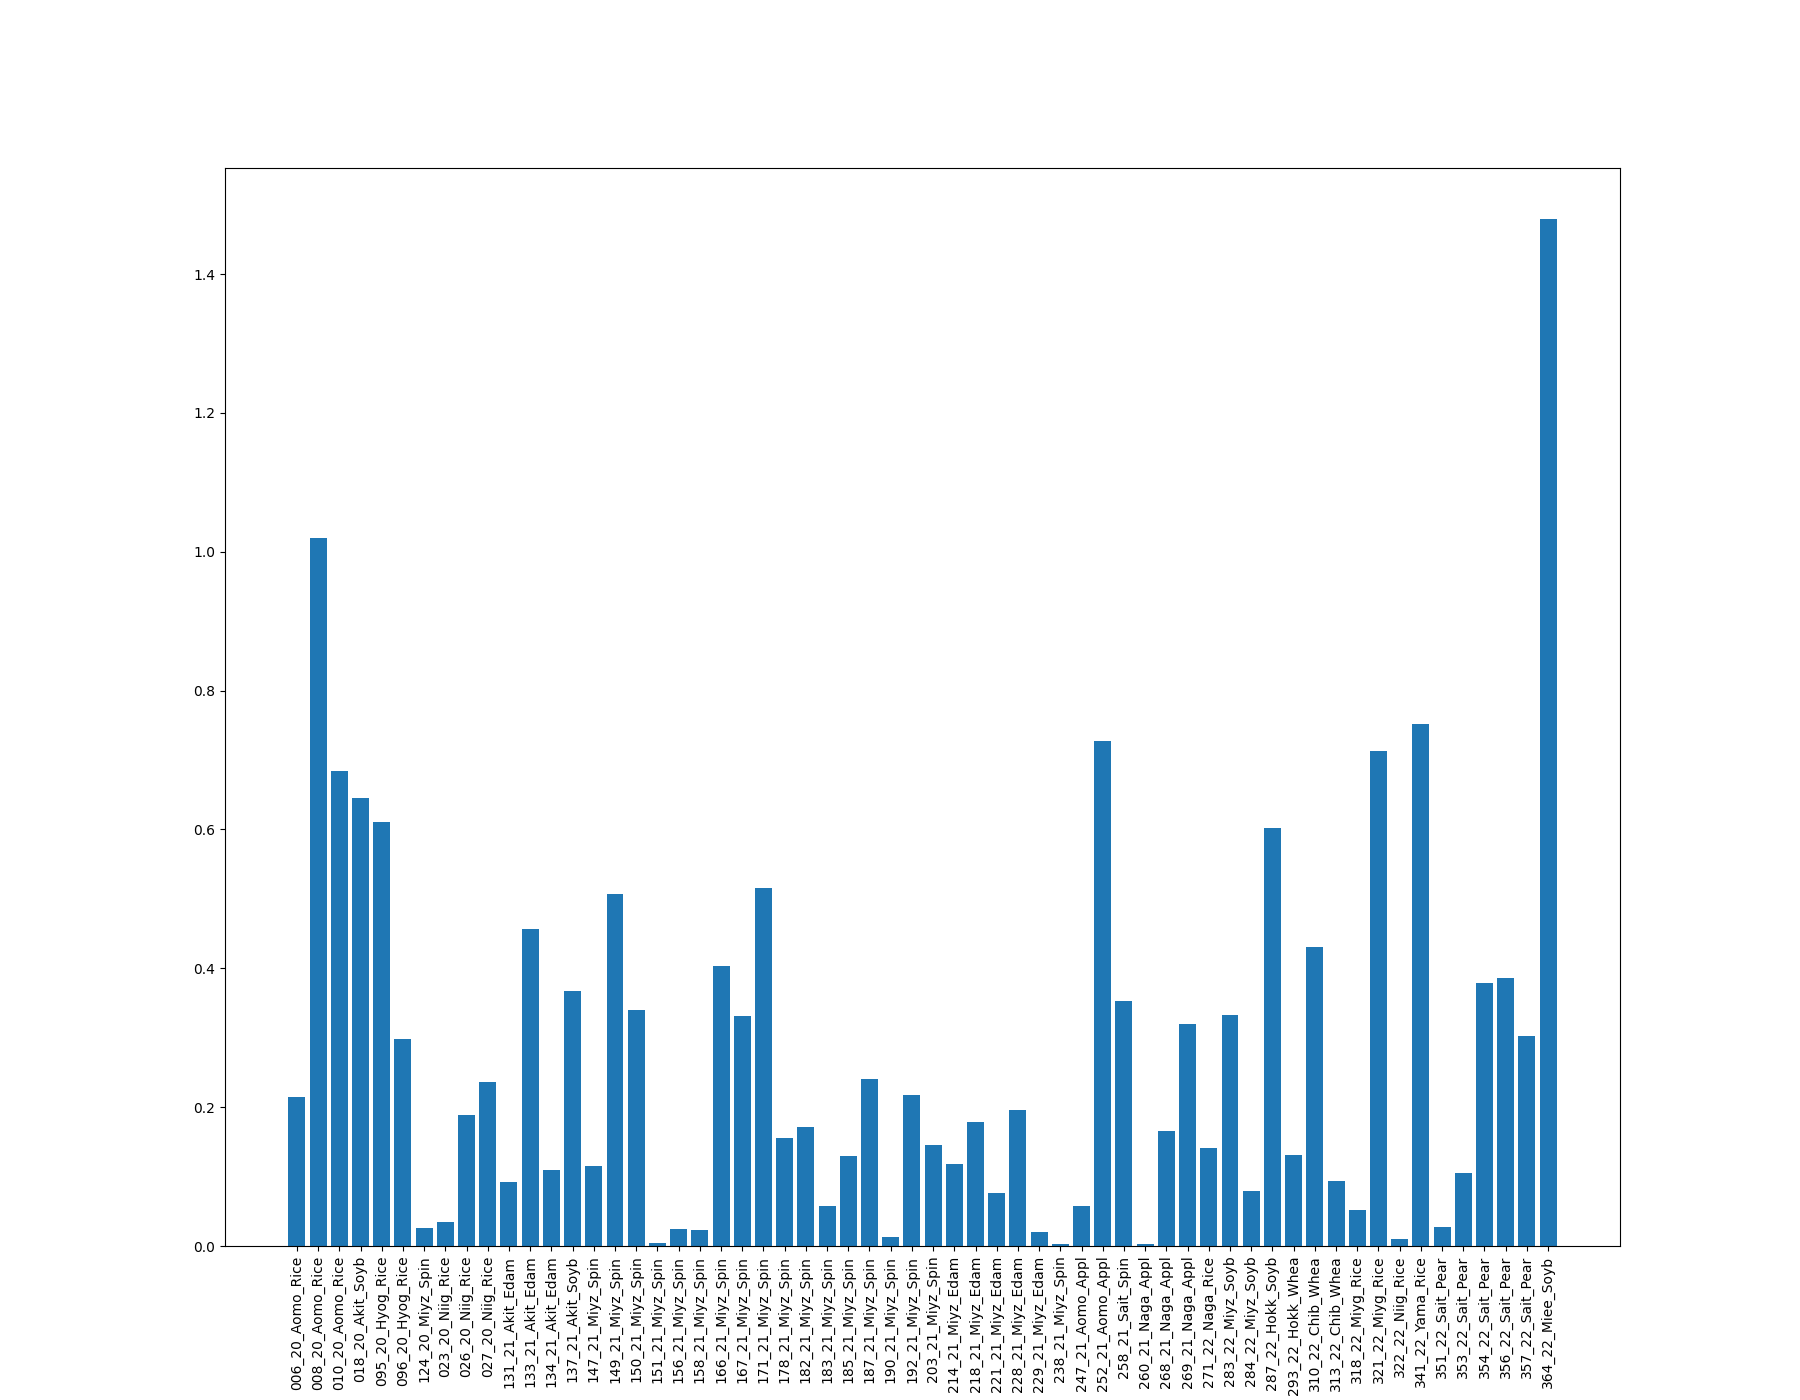 1.4
1.2
1.0
0.8
0.6
0.4
0.2
0.0
006_20_Aomo_Rice
008_20_Aomo_Rice
010_20_Aomo_Rice
018_20_Akit_Soyb
095_20_Hyog_Rice
096_20_Hyog_Rice
124_20_Miyz_Spin
023_20_Niig_Rice
026_20_Niig_Rice
027_20_Niig_Rice
131_21_Akit_Edam
133_21_Akit_Edam
134_21_Akit_Edam
137_21_Akit_Soyb
147_21_Miyz_Spin
149_21_Miyz_Spin
150_21_Miyz_Spin
151_21_Miyz_Spin
156_21_Miyz_Spin
158_21_Miyz_Spin
166_21_Miyz_Spin
167_21_Miyz_Spin
171_21_Miyz_Spin
178_21_Miyz_Spin
182_21_Miyz_Spin
183_21_Miyz_Spin
185_21_Miyz_Spin
187_21_Miyz_Spin
190_21_Miyz_Spin
192_21_Miyz_Spin
203_21_Miyz_Spin
214_21_Miyz_Edam
218_21_Miyz_Edam
221_21_Miyz_Edam
228_21_Miyz_Edam
229_21_Miyz_Edam
238_21_Miyz_Spin
247_21_Aomo_Appl
252_21_Aomo_Appl
258_21_Sait_Spin
260_21_Naga_Appl
268_21_Naga_Appl
269_21_Naga_Appl
271_22_Naga_Rice
283_22_Miyz_Soyb
284_22_Miyz_Soyb
287_22_Hokk_Soyb
293_22_Hokk_Whea
310_22_Chib_Whea
313_22_Chib_Whea
318_22_Miyg_Rice
321_22_Miyg_Rice
322_22_Niig_Rice
341_22_Yama_Rice
351_22_Sait_Pear
353_22_Sait_Pear
354_22_Sait_Pear
356_22_Sait_Pear
357_22_Sait_Pear
364_22_Miee_Soyb